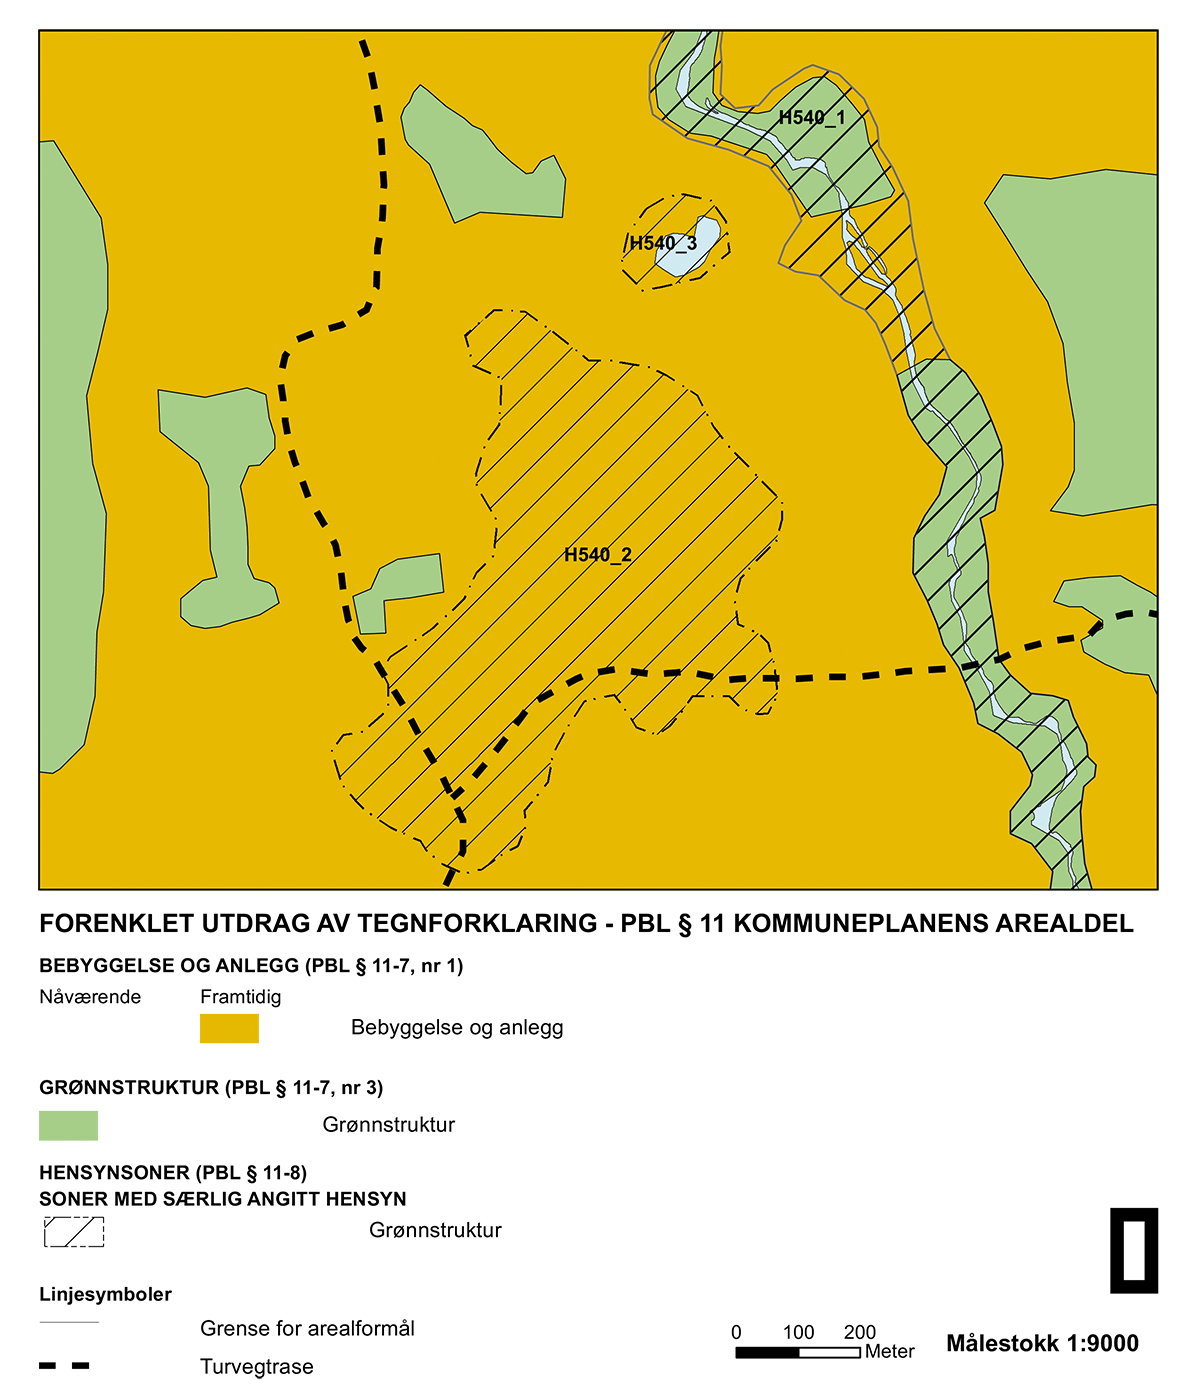 H540_1
H540_3
H540_2
FORENKLET UTDRAG AV TEGNFORKLARING - PBL § 11 KOMMUNEPLANENS AREALDEL
BEBYGGELSE OG ANLEGG (PBL § 11-7, nr 1)
Nåværende Framtidig
Bebyggelse og anlegg
GRØNNSTRUKTUR (PBL § 11-7, nr 3)
Grønnstruktur
HENSYNSONER (PBL § 11-8)
SONER MED SÆRLIG ANGITT HENSYN
Grønnstruktur
Linjesymboler
Grense for arealformål
Turvegtrase
0 100 200
Meter
Målestokk 1:9000